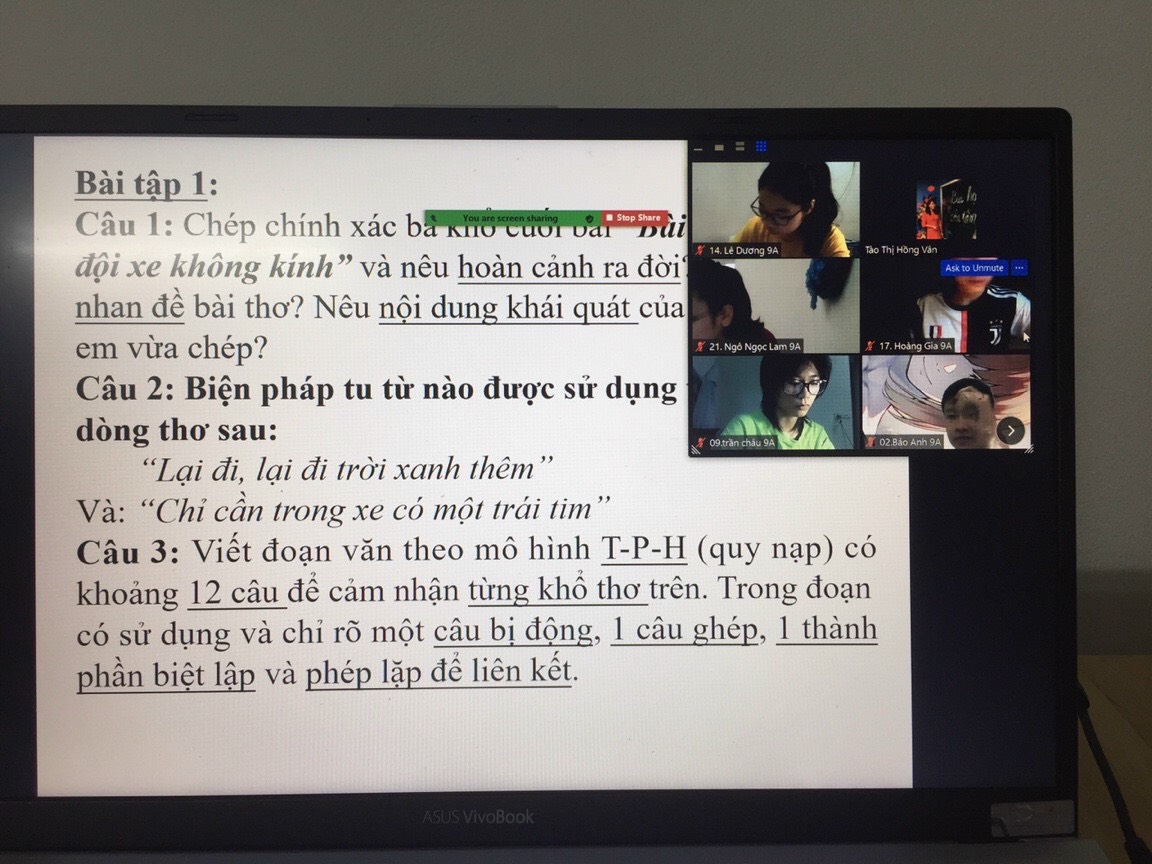 Bài tập 1:
Câu 1: Chép chính xác ba khổ cuối bài “Bài
đội xe không kính” và nêu hoàn cảnh ra đời
nhan đề bài thơ? Nêu nội dung khái quát của
em vừa chép?
Câu 2: Biện pháp tu từ nào được sử dụng
dòng thơ sau:
“Lại đi, lại đi trời xanh thêm”
Và: “Chỉ cần trong xe có một trái tim”
Câu 3: Viết đoạn văn theo mô hình T-P-H (quy nạp) có
khoảng 12 câu để cảm nhận từng khổ thơ trên. Trong đoạn
có sử dụng và chỉ rõ một câu bị động, 1 câu ghép, 1 thành
phần biệt lập và phép lặp để liên kết.
You are screen sharing Stop Share
14. Lê Dương 9A
Tào Thị Hồng Vân
Ask to Unmute ...
21. Ngô Ngọc Lam 9A
17. Hoàng Gia 9A
09.trần châu 9A
02.Bảo Anh 9A
ASUS VivoBook